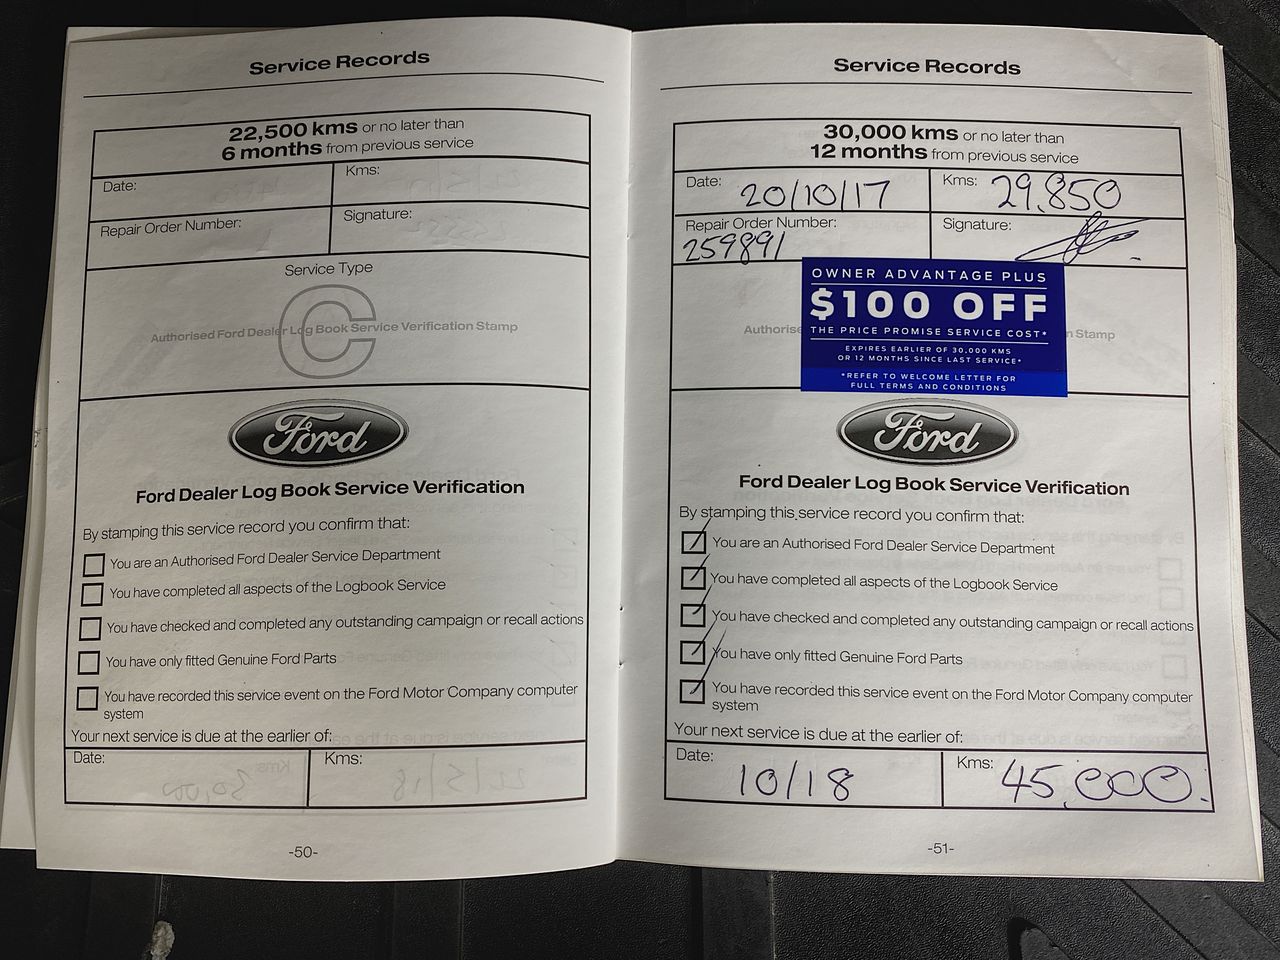 Service Records
22,500 kms or no later than
6 months from previous service
Date:
Kms:
Repair Order Number:
Signature:
Service Type
C
Authorised Ford Dealer Log Book Service Verification Stamp
Ford
Ford Dealer Log Book Service Verification
By stamping this service record you confirm that:
You are an Authorised Ford Dealer Service Department
You have completed all aspects of the Logbook Service
You have checked and completed any outstanding campaign or recall actions
You have only fitted Genuine Ford Parts
You have recorded this service event on the Ford Motor Company computer
system
Your next service is due at the earlier of:
Date:
Kms:
-50-
Service Records
30,000 kms or no later than
12 months from previous service
Date: 20/10/17
Kms: 29,850
Repair Order Number:
259891
Signature:
OWNER ADVANTAGE PLUS
$100 OFF
THE PRICE PROMISE SERVICE COST*
EXPIRES EARLIER OF 30,000 KMS
OR 12 MONTHS SINCE LAST SERVICE*
*REFER TO WELCOME LETTER FOR
FULL TERMS AND CONDITIONS
Authorise
n Stamp
Ford
Ford Dealer Log Book Service Verification
By stamping this service record you confirm that:
You are an Authorised Ford Dealer Service Department
You have completed all aspects of the Logbook Service
You have checked and completed any outstanding campaign or recall actions
You have only fitted Genuine Ford Parts
You have recorded this service event on the Ford Motor Company computer
system
Your next service is due at the earlier of:
Date: 10/18
Kms: 45,000.
-51-